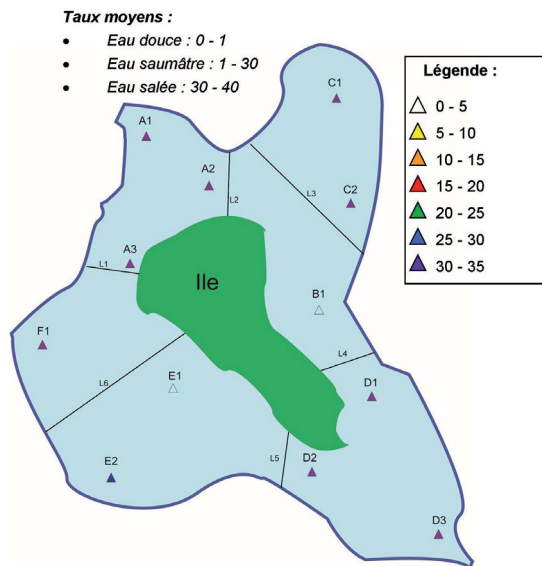 Taux moyens :
• Eau douce : 0 - 1
• Eau saumâtre : 1 - 30
• Eau salée : 30 - 40
Légende :
0 - 5
5 - 10
10 - 15
15 - 20
20 - 25
25 - 30
30 - 35
C1
A1
A2
L2
L3
C2
A3
L1
Ile
B1
F1
L4
L6
E1
D1
L5
E2
D2
D3